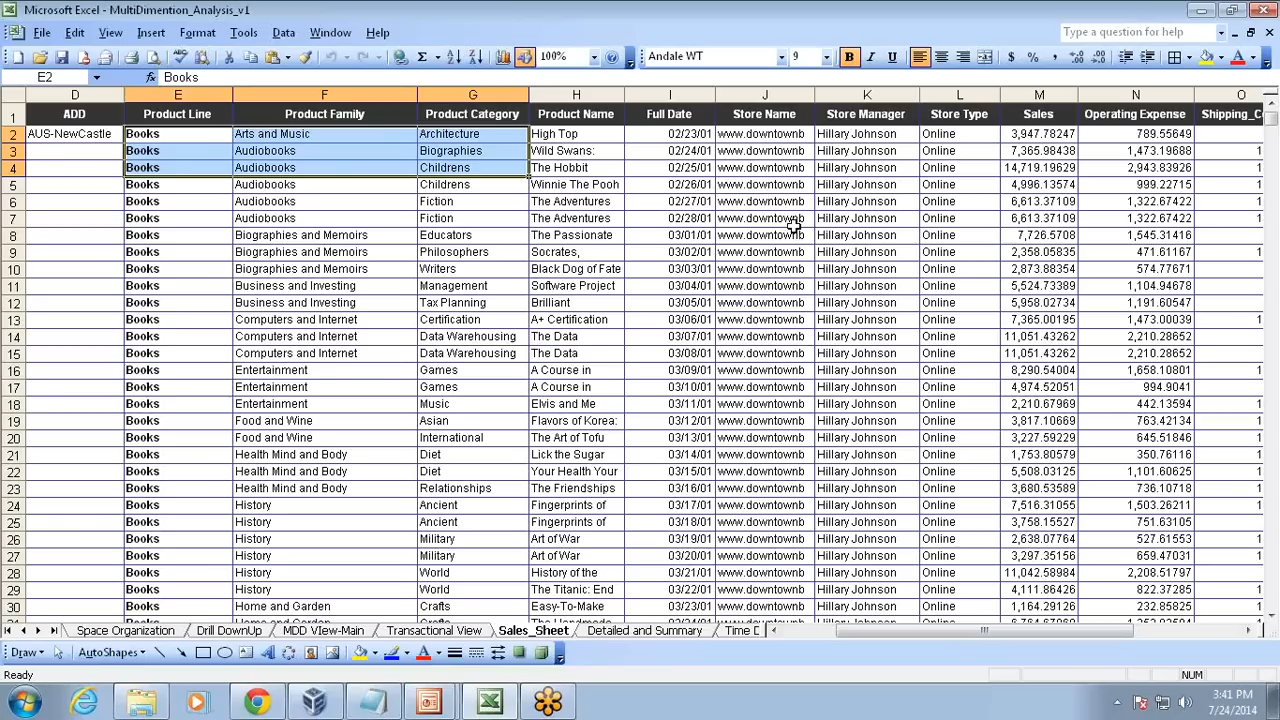 Microsoft Excel - MultiDimention_Analysis_v1
File Edit View Insert Format Tools Data Window Help Type a question for help
100% Andale WT 9 B I U $ % ,
E2 fx Books
D E F G H I J K L M N O
1 ADD Product Line Product Family Product Category Product Name Full Date Store Name Store Manager Store Type Sales Operating Expense Shipping_C
2 AUS-NewCastle Books Arts and Music Architecture High Top 02/23/01 www.downtownb Hillary Johnson Online 3,947.78247 789.55649
3 Books Audiobooks Biographies Wild Swans: 02/24/01 www.downtownb Hillary Johnson Online 7,365.98438 1,473.19688 1
4 Books Audiobooks Childrens The Hobbit 02/25/01 www.downtownb Hillary Johnson Online 14,719.19629 2,943.83926 1
5 Books Audiobooks Childrens Winnie The Pooh 02/26/01 www.downtownb Hillary Johnson Online 4,996.13574 999.22715 1
6 Books Audiobooks Fiction The Adventures 02/27/01 www.downtownb Hillary Johnson Online 6,613.37109 1,322.67422 1
7 Books Audiobooks Fiction The Adventures 02/28/01 www.downtownb Hillary Johnson Online 6,613.37109 1,322.67422 1
8 Books Biographies and Memoirs Educators The Passionate 03/01/01 www.downtownb Hillary Johnson Online 7,726.5708 1,545.31416 1
9 Books Biographies and Memoirs Philosophers Socrates, 03/02/01 www.downtownb Hillary Johnson Online 2,358.05835 471.61167 1
10 Books Biographies and Memoirs Writers Black Dog of Fate 03/03/01 www.downtownb Hillary Johnson Online 2,873.88354 574.77671
11 Books Business and Investing Management Software Project 03/04/01 www.downtownb Hillary Johnson Online 5,524.73389 1,104.94678 1
12 Books Business and Investing Tax Planning Brilliant 03/05/01 www.downtownb Hillary Johnson Online 5,958.02734 1,191.60547 1
13 Books Computers and Internet Certification A+ Certification 03/06/01 www.downtownb Hillary Johnson Online 7,365.00195 1,473.00039 1
14 Books Computers and Internet Data Warehousing The Data 03/07/01 www.downtownb Hillary Johnson Online 11,051.43262 2,210.28652
15 Books Computers and Internet Data Warehousing The Data 03/08/01 www.downtownb Hillary Johnson Online 11,051.43262 2,210.28652
16 Books Entertainment Games A Course in 03/09/01 www.downtownb Hillary Johnson Online 8,290.54004 1,658.10801 1
17 Books Entertainment Games A Course in 03/10/01 www.downtownb Hillary Johnson Online 4,974.52051 994.9041 1
18 Books Entertainment Music Elvis and Me 03/11/01 www.downtownb Hillary Johnson Online 2,210.67969 442.13594 1
19 Books Food and Wine Asian Flavors of Korea: 03/12/01 www.downtownb Hillary Johnson Online 3,817.10669 763.42134 1
20 Books Food and Wine International The Art of Tofu 03/13/01 www.downtownb Hillary Johnson Online 3,227.59229 645.51846 1
21 Books Health Mind and Body Diet Lick the Sugar 03/14/01 www.downtownb Hillary Johnson Online 1,753.80579 350.76116 1
22 Books Health Mind and Body Diet Your Health Your 03/15/01 www.downtownb Hillary Johnson Online 5,508.03125 1,101.60625 1
23 Books Health Mind and Body Relationships The Friendships 03/16/01 www.downtownb Hillary Johnson Online 3,680.53589 736.10718 1
24 Books History Ancient Fingerprints of 03/17/01 www.downtownb Hillary Johnson Online 7,516.31055 1,503.26211
25 Books History Ancient Fingerprints of 03/18/01 www.downtownb Hillary Johnson Online 3,758.15527 751.63105
26 Books History Military Art of War 03/19/01 www.downtownb Hillary Johnson Online 2,638.07764 527.61553 1
27 Books History Military Art of War 03/20/01 www.downtownb Hillary Johnson Online 3,297.35156 659.47031 1
28 Books History World History of the 03/21/01 www.downtownb Hillary Johnson Online 11,042.58984 2,208.51797 1
29 Books History World The Titanic: End 03/22/01 www.downtownb Hillary Johnson Online 4,111.86426 822.37285 1
30 Books Home and Garden Crafts Easy-To-Make 03/23/01 www.downtownb Hillary Johnson Online 1,164.29126 232.85825 1
Space Organization Drill DownUp MDD VIew-Main Transactional View Sales_Sheet Detailed and Summary Time D
Draw AutoShapes
Ready NUM
3:41 PM
7/24/2014